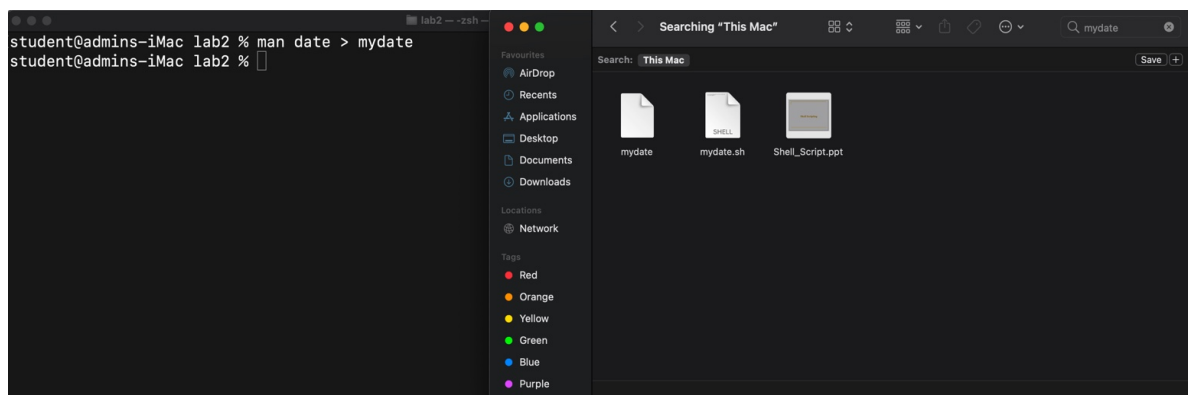 lab2 — -zsh —
student@admins-iMac lab2 % man date > mydate
student@admins-iMac lab2 %
Favourites
AirDrop
Recents
Applications
Desktop
Documents
Downloads
Locations
Network
Tags
Red
Orange
Yellow
Green
Blue
Purple
Searching “This Mac”
mydate
Search: This Mac
Save
mydate
SHELL
mydate.sh
Shell_Script.ppt